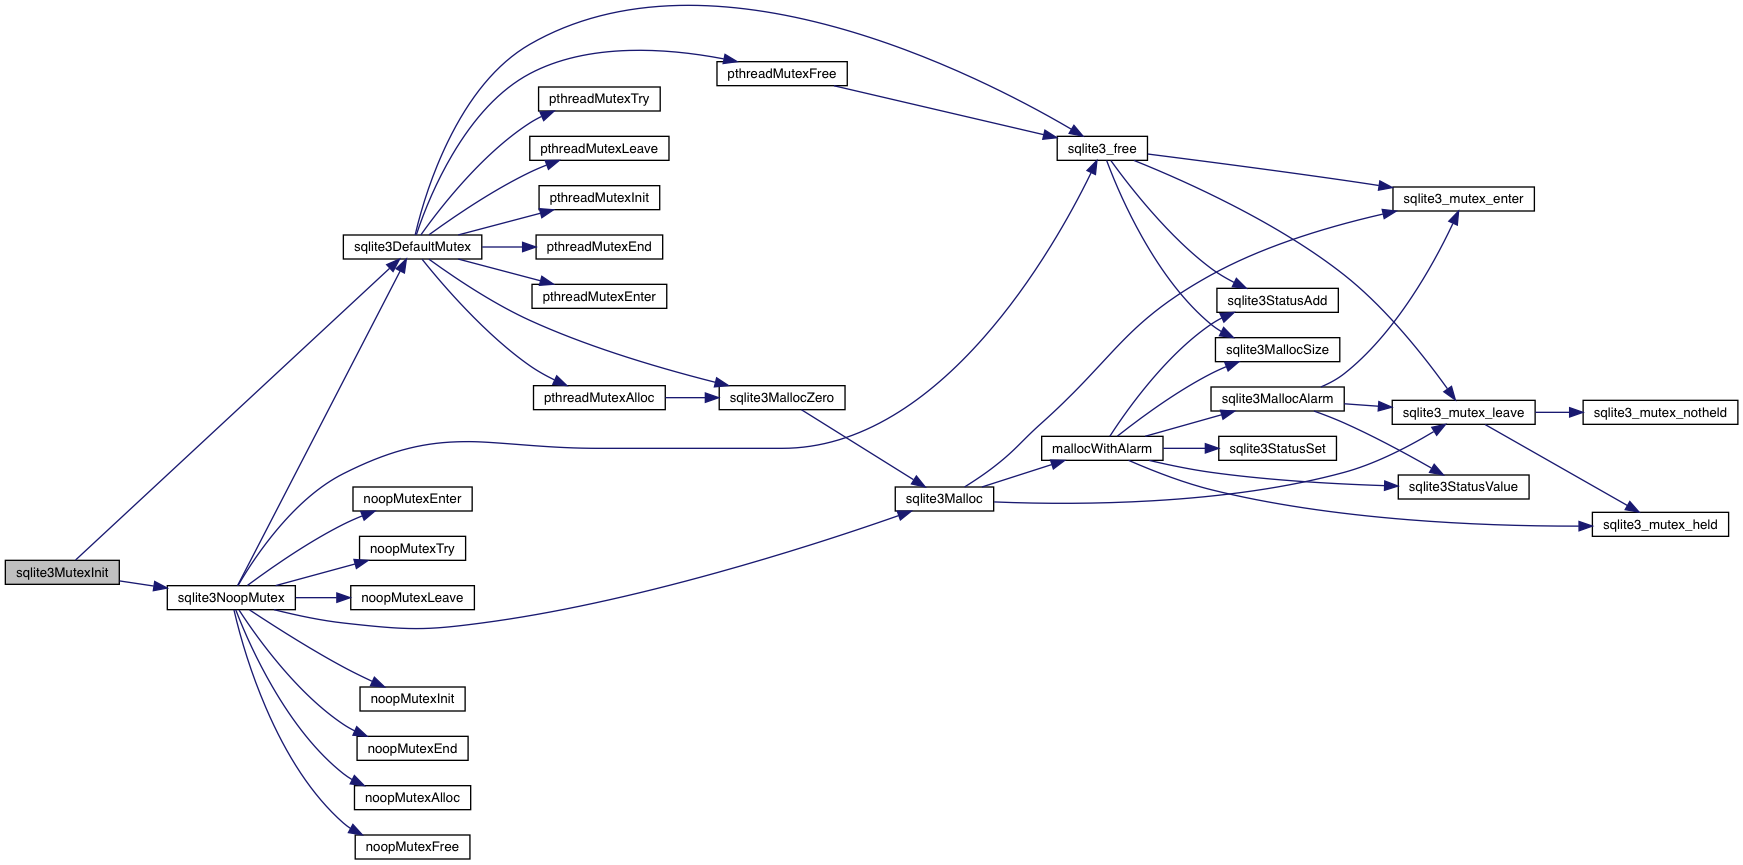 pthreadMutexFree
pthreadMutexTry
pthreadMutexLeave
sqlite3_free
pthreadMutexInit
sqlite3_mutex_enter
sqlite3DefaultMutex
pthreadMutexEnd
pthreadMutexEnter
sqlite3StatusAdd
sqlite3MallocSize
pthreadMutexAlloc
sqlite3MallocZero
sqlite3MallocAlarm
sqlite3_mutex_leave
sqlite3_mutex_notheld
mallocWithAlarm
sqlite3StatusSet
sqlite3StatusValue
noopMutexEnter
sqlite3Malloc
sqlite3_mutex_held
noopMutexTry
sqlite3MutexInit
sqlite3NoopMutex
noopMutexLeave
noopMutexInit
noopMutexEnd
noopMutexAlloc
noopMutexFree